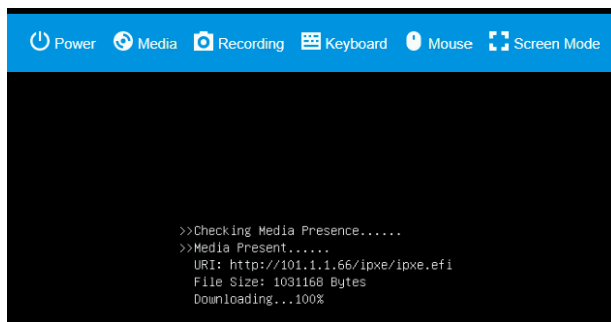 Power Media Recording Keyboard Mouse Screen Mode
>>Checking Media Presence......
>>Media Present......
URI: http://101.1.1.66/ipxe/ipxe.efi
File Size: 1031168 Bytes
Downloading...100%